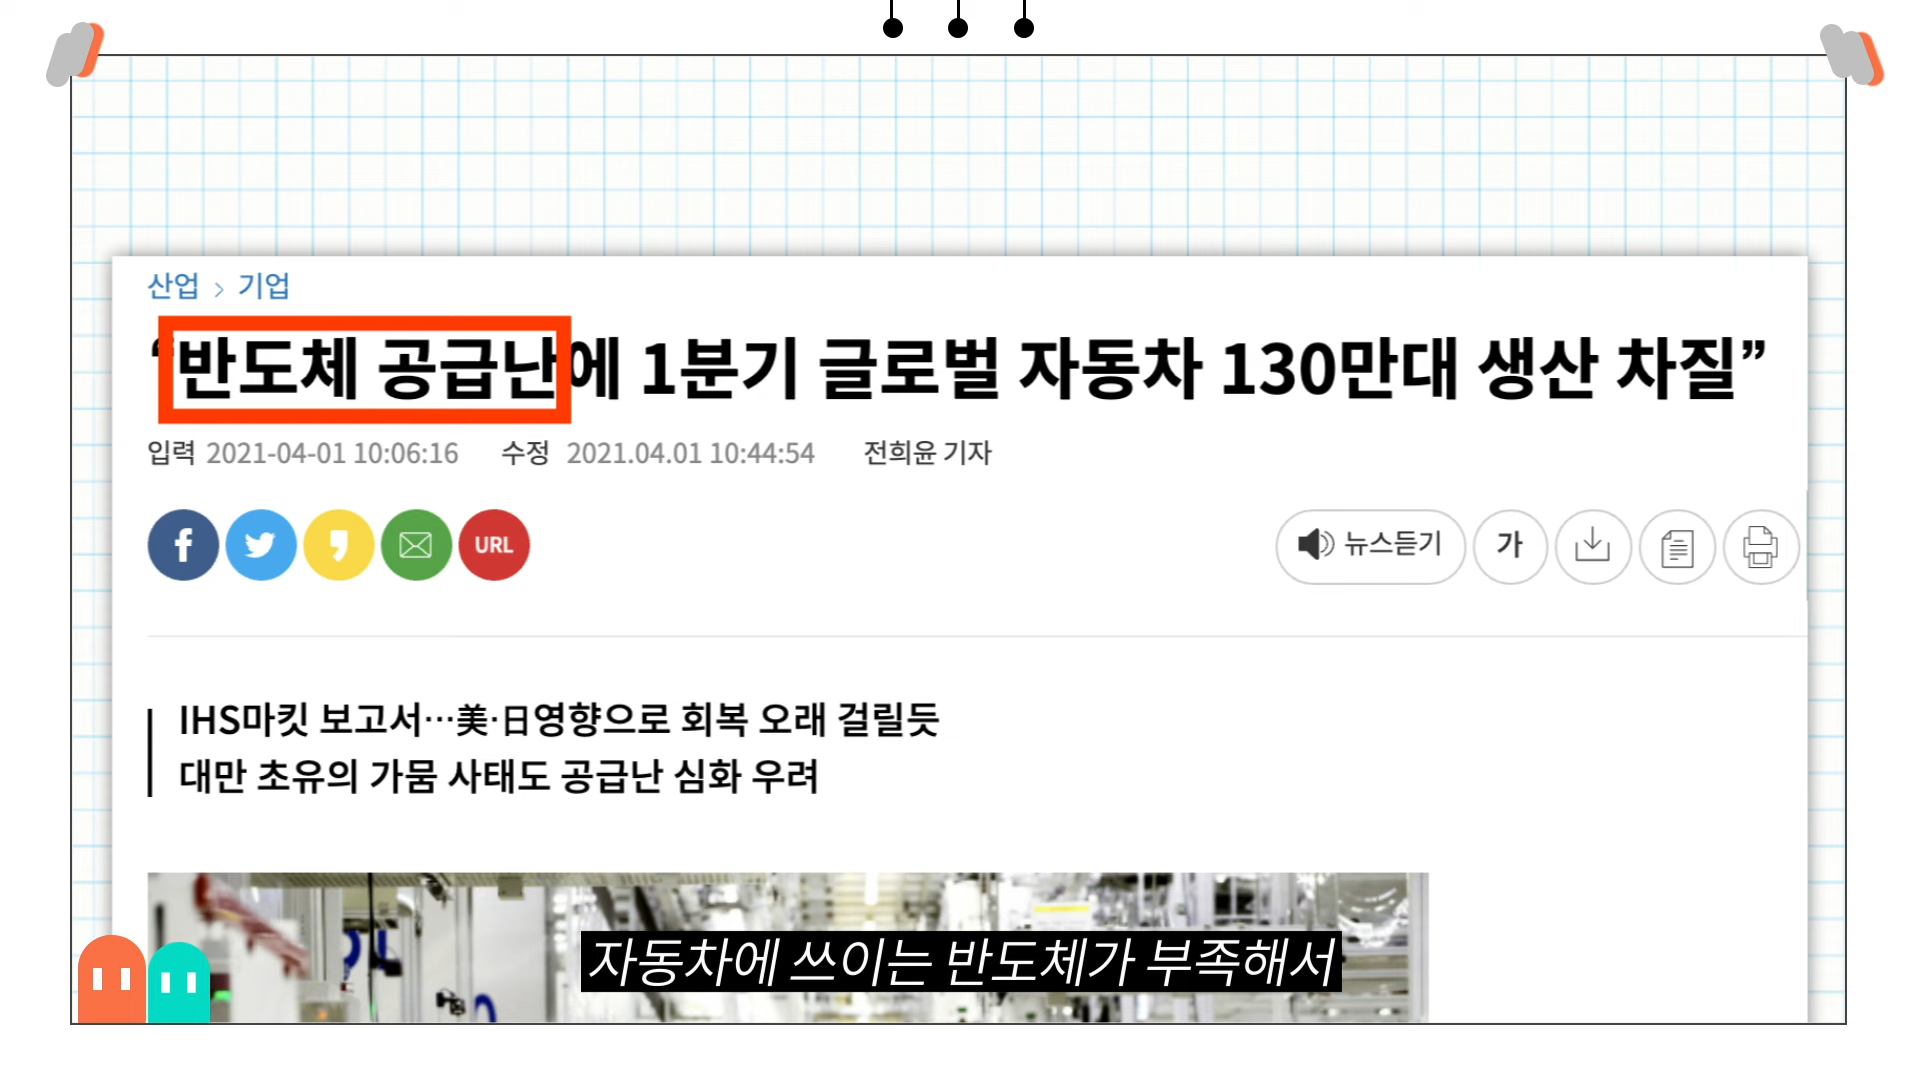 산업 > 기업
“반도체 공급난에 1분기 글로벌 자동차 130만대 생산 차질”
입력 2021-04-01 10:06:16 수정 2021.04.01 10:44:54 전희윤 기자
f URL 뉴스듣기 가
IHS마킷 보고서…美·日영향으로 회복 오래 걸릴듯
대만 초유의 가뭄 사태도 공급난 심화 우려
자동차에 쓰이는 반도체가 부족해서